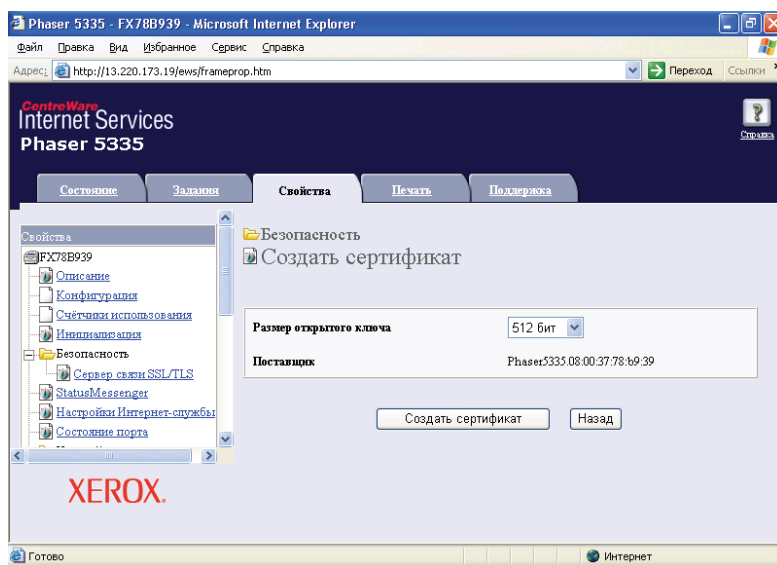 Phaser 5335 - FX78B939 - Microsoft Internet Explorer
Файл Правка Вид Избранное Сервис Справка
Адрес: http://13.220.173.19/ews/frameprop.htm Переход Ссылки
CentreWare
Internet Services
Phaser 5335
Справка
Состояние Задания Свойства Печать Поддержка
Свойства
FX78B939
Описание
Конфигурация
Счётчики использования
Инициализация
Безопасность
Сервер связи SSL/TLS
StatusMessenger
Настройки Интернет-службы
Состояние порта
Безопасность
Создать сертификат
Размер открытого ключа 512 бит
Поставщик Phaser5335.08:00:37:78:b9:39
Создать сертификат Назад
XEROX.
Готово Интернет